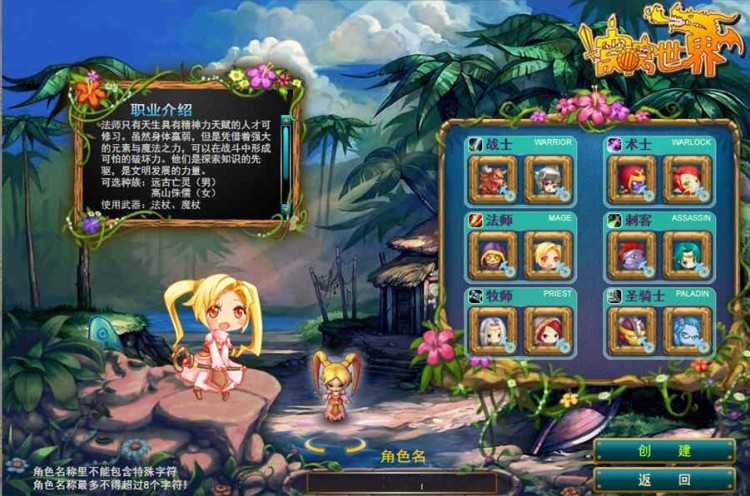 世界
职业介绍
法师只有天生具有精神力天赋的人才可
修习。虽然身体羸弱，但是凭借着强大
的元素与魔法之力，可以在战斗中形成
可怕的破坏力。他们是探索知识的先
驱，是文明发展的力量。
可选种族：远古亡灵（男）
高山侏儒（女）
使用武器：法杖、魔杖
战士 WARRIOR
术士 WARLOCK
法师 MAGE
刺客 ASSASSIN
牧师 PRIEST
圣骑士 PALADIN
角色名
创 建
返 回
角色名称里不能包含特殊字符
角色名称最多不得超过8个字符！